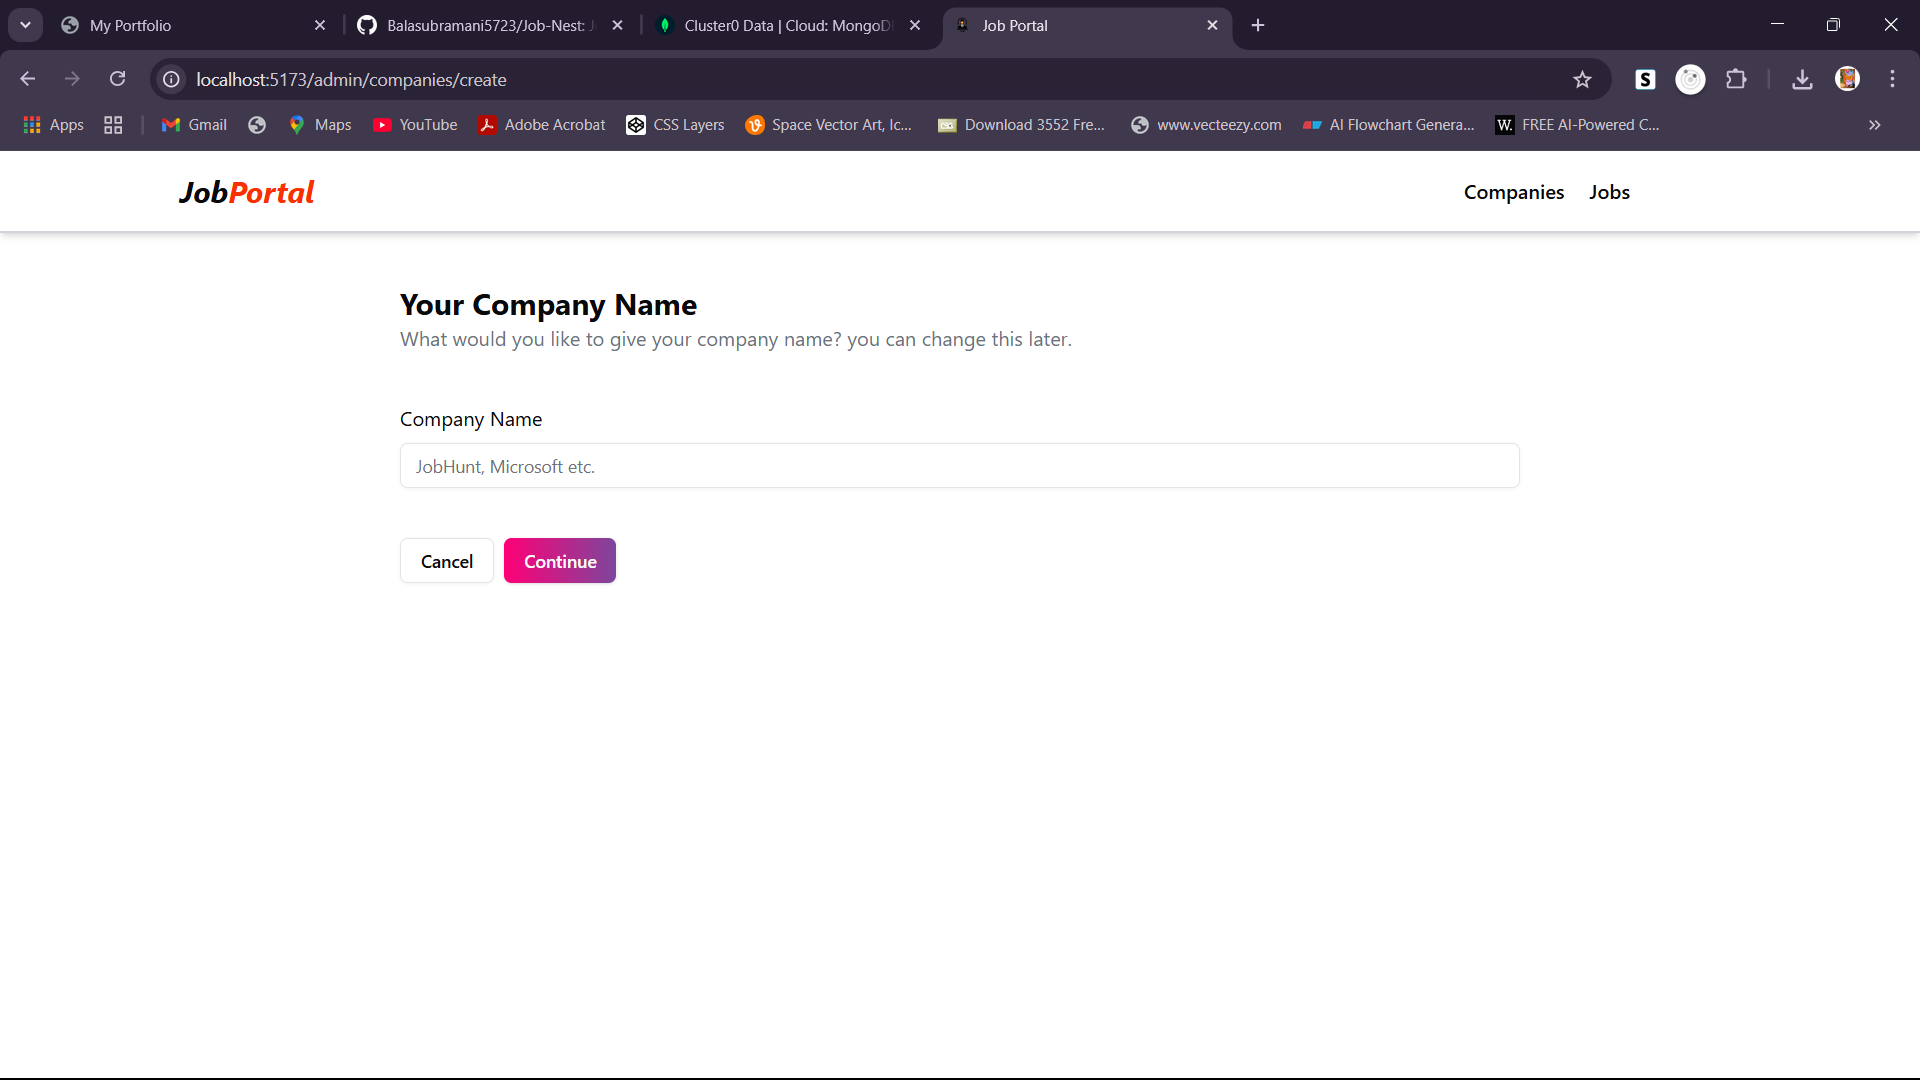 My Portfolio
Balasubramani5723/Job-Nest: J
Cluster0 Data | Cloud: MongoD
Job Portal
localhost:5173/admin/companies/create
Apps
Gmail
Maps
YouTube
Adobe Acrobat
CSS Layers
Space Vector Art, Ic...
Download 3552 Fre...
www.vecteezy.com
AI Flowchart Genera...
W.
FREE AI-Powered C...
JobPortal
Companies
Jobs
Your Company Name
What would you like to give your company name? you can change this later.
Company Name
JobHunt, Microsoft etc.
Cancel
Continue